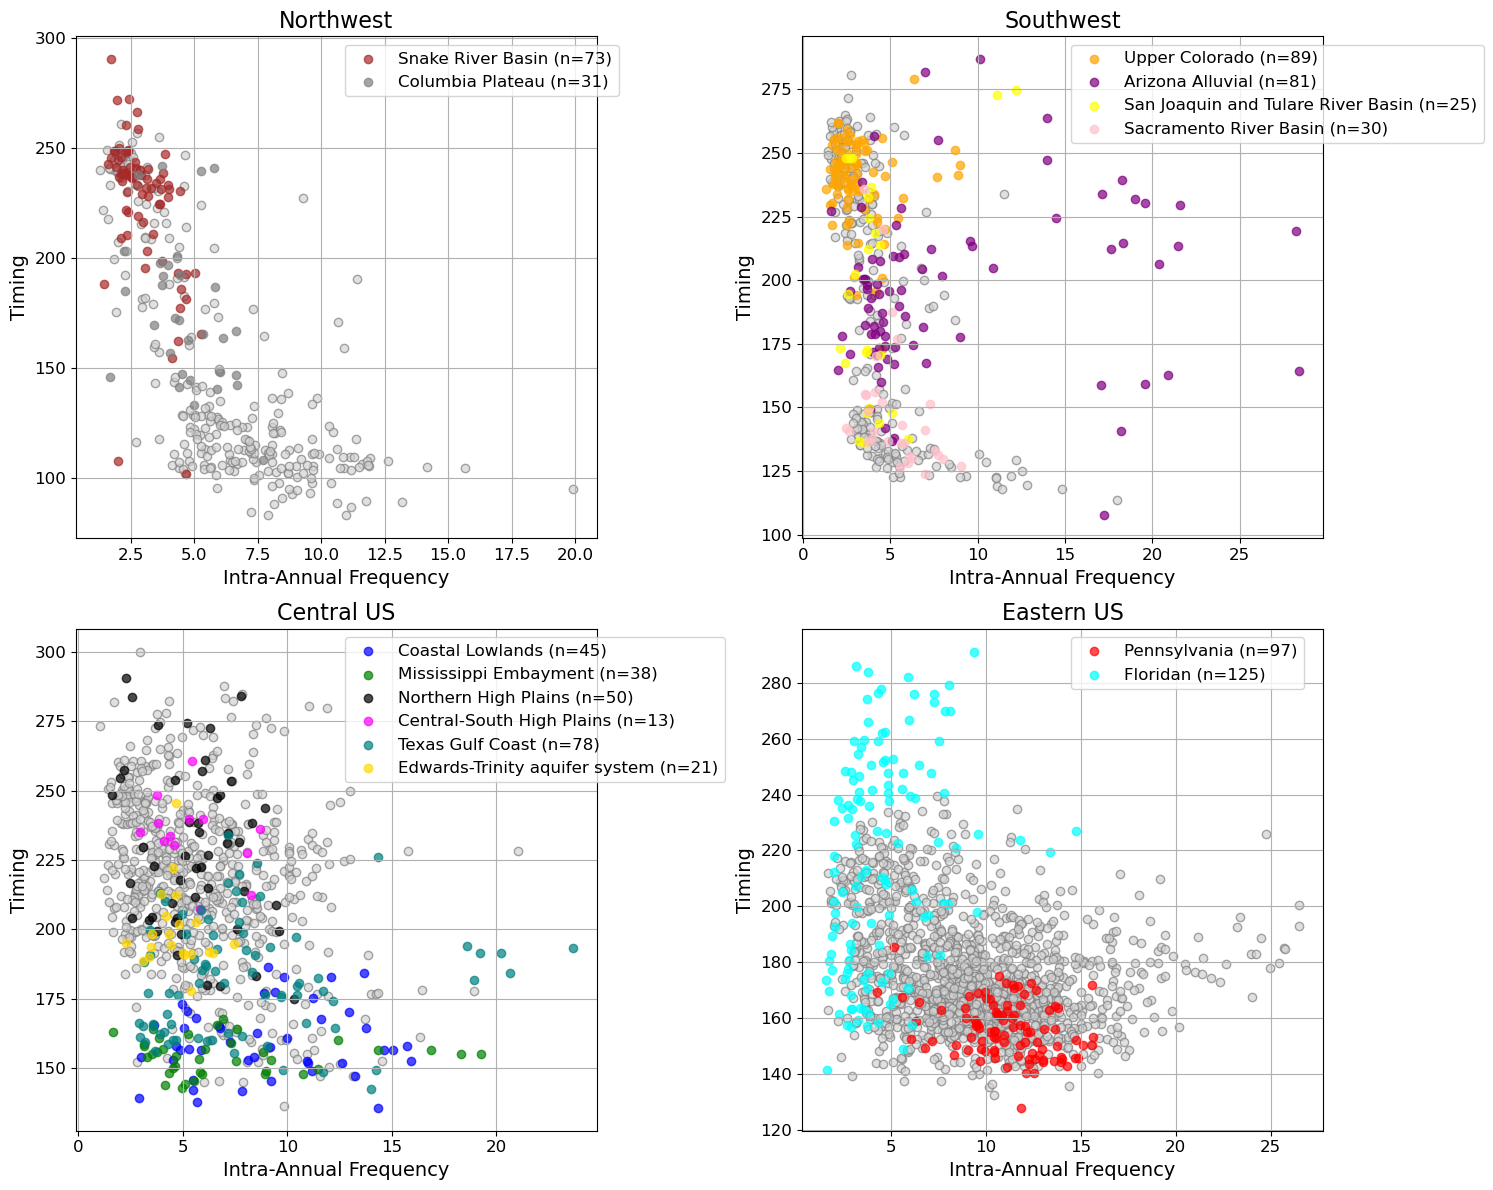 Northwest
300
250
200
150
100
Timing
2.5
5.0
7.5
10.0
12.5
15.0
17.5
20.0
Intra-Annual Frequency
Snake River Basin (n=73)
Columbia Plateau (n=31)
Southwest
275
250
225
200
175
150
125
100
Timing
0
5
10
15
20
25
Intra-Annual Frequency
Upper Colorado (n=89)
Arizona Alluvial (n=81)
San Joaquin and Tulare River Basin (n=25)
Sacramento River Basin (n=30)
Central US
300
275
250
225
200
175
150
Timing
0
5
10
15
20
Intra-Annual Frequency
Coastal Lowlands (n=45)
Mississippi Embayment (n=38)
Northern High Plains (n=50)
Central-South High Plains (n=13)
Texas Gulf Coast (n=78)
Edwards-Trinity aquifer system (n=21)
Eastern US
280
260
240
220
200
180
160
140
120
Timing
5
10
15
20
25
Intra-Annual Frequency
Pennsylvania (n=97)
Floridan (n=125)